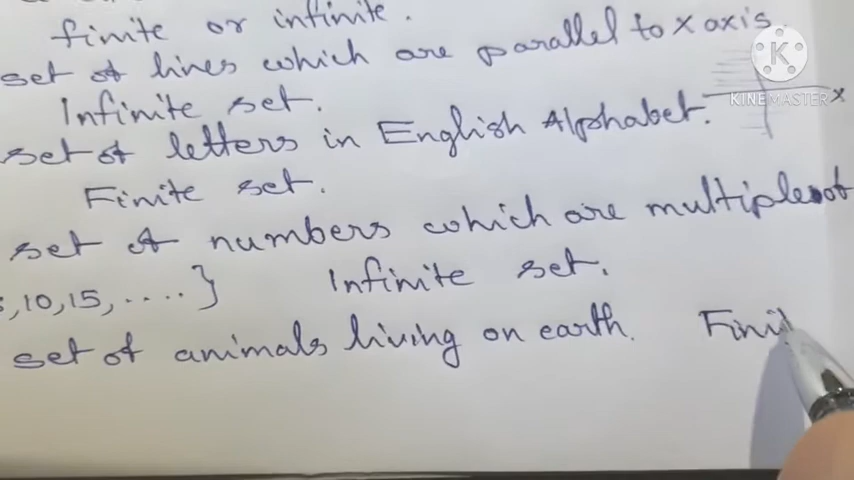 finite or infinite.
set of lines which are parallel to x axis.
Infinite set.
x
set of letters in English Alphabet.
Finite set.
set of numbers which are multiple of
,10,15,....}
Infinite set.
set of animals living on earth. Finit
K
KINEMASTER